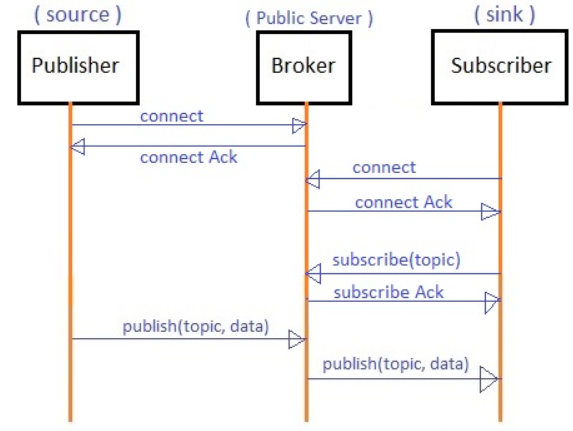 ( source )
( Public Server )
( sink )
Publisher
Broker
Subscriber
connect
connect Ack
connect
connect Ack
subscribe(topic)
subscribe Ack
publish(topic, data)
publish(topic, data)